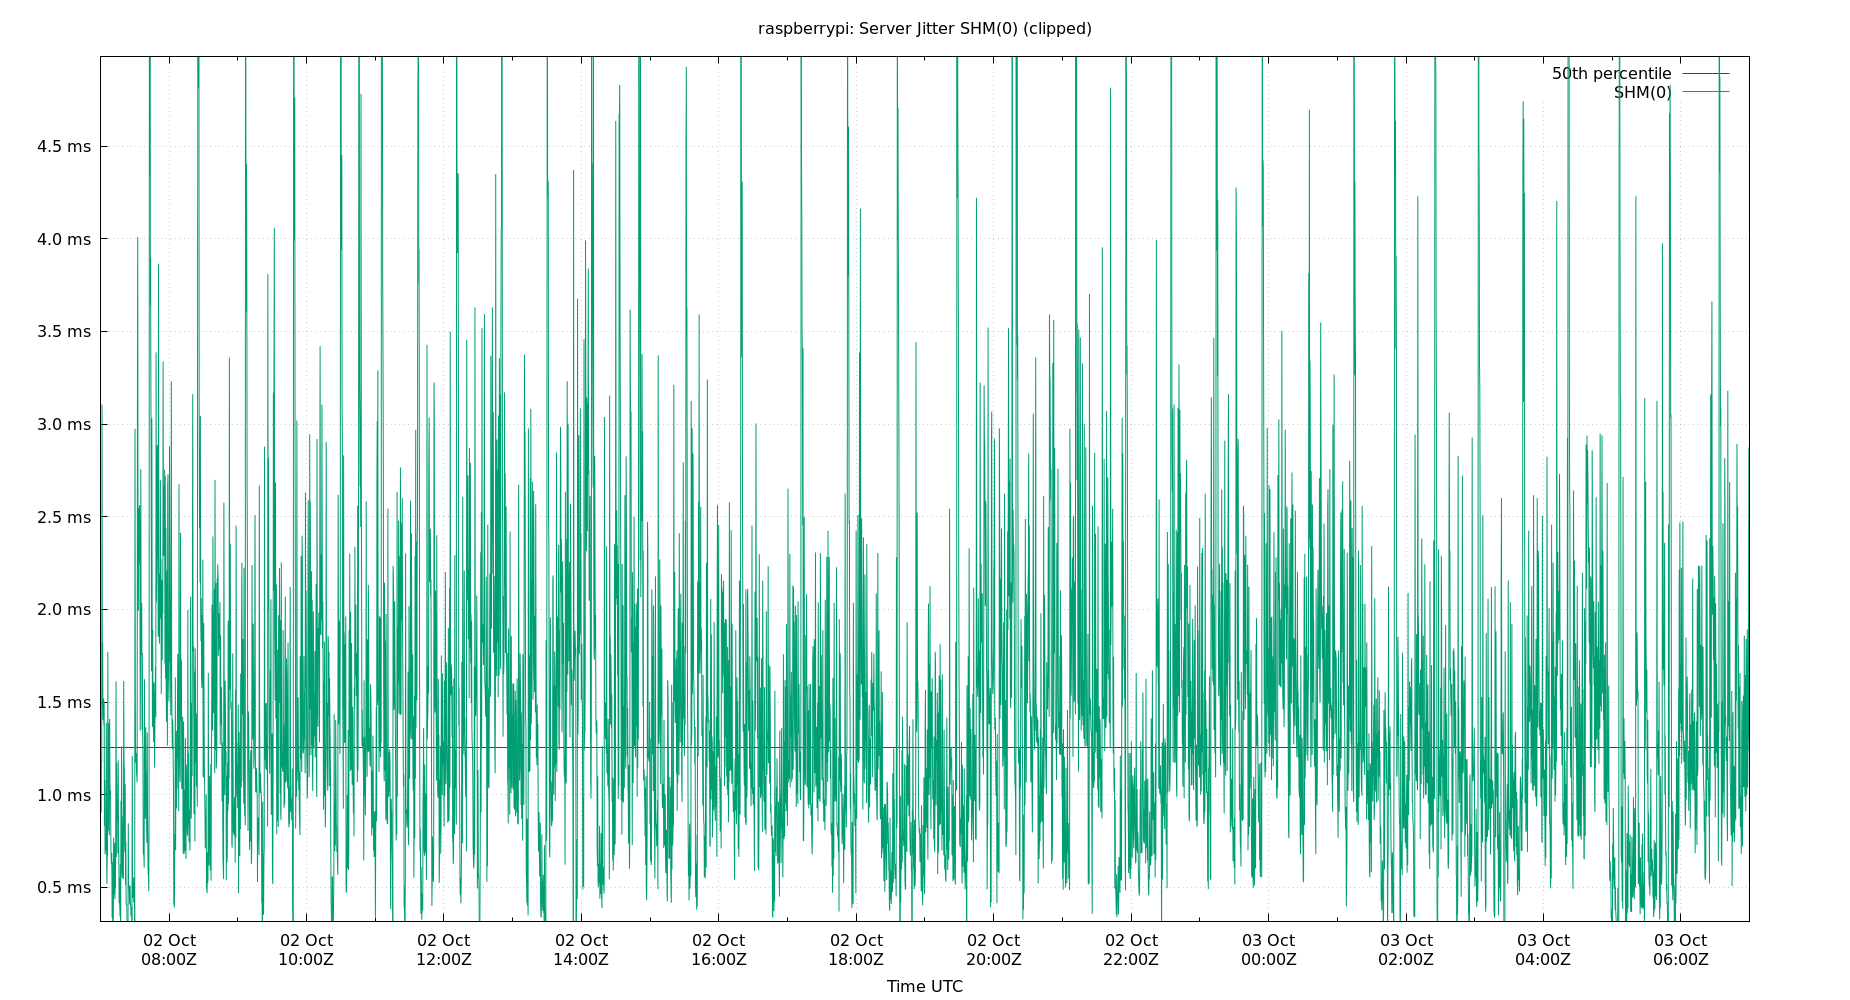 raspberrypi: Server Jitter SHM(0) (clipped)
50th percentile
SHM(0)
4.5 ms
4.0 ms
3.5 ms
3.0 ms
2.5 ms
2.0 ms
1.5 ms
1.0 ms
0.5 ms
02 Oct 02 Oct 02 Oct 02 Oct 02 Oct 02 Oct 02 Oct 02 Oct 03 Oct 03 Oct 03 Oct 03 Oct
08:00Z 10:00Z 12:00Z 14:00Z 16:00Z 18:00Z 20:00Z 22:00Z 00:00Z 02:00Z 04:00Z 06:00Z
Time UTC